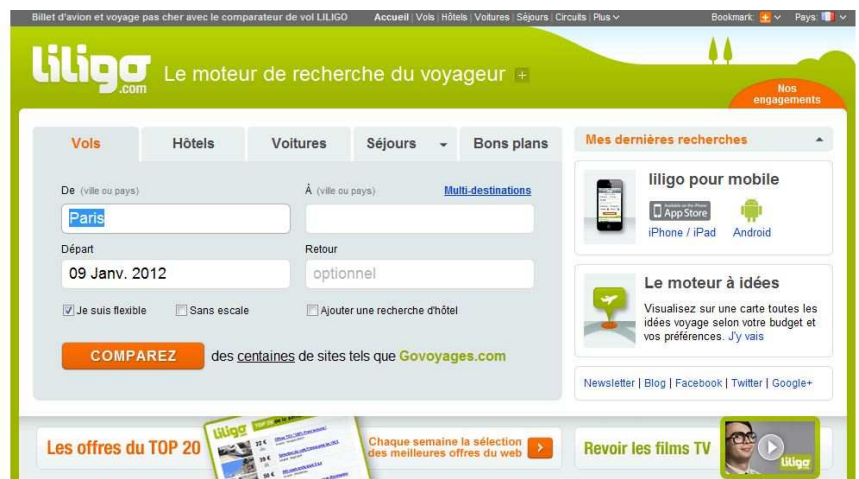 Billet d'avion et voyage pas cher avec le comparateur de vol LILIGO Accueil | Vols | Hôtels | Voitures | Séjours | Circuits | Plus Bookmark: Pays:
liligo
.com
Le moteur de recherche du voyageur +
Nos
engagements
Vols Hôtels Voitures Séjours Bons plans
De (ville ou pays)
À (ville ou pays) Multi-destinations
Paris
Départ
Retour
09 Janv. 2012
optionnel
Je suis flexible Sans escale Ajouter une recherche d'hôtel
COMPAREZ des centaines de sites tels que Govoyages.com
Mes dernières recherches
liligo pour mobile
App Store
iPhone / iPad Android
Le moteur à idées
Visualisez sur une carte toutes les
idées voyage selon votre budget et
vos préférences. J'y vais
Newsletter | Blog | Facebook | Twitter | Google+
Les offres du TOP 20
liligo
Chaque semaine la sélection
des meilleures offres du web
Revoir les films TV
liligo